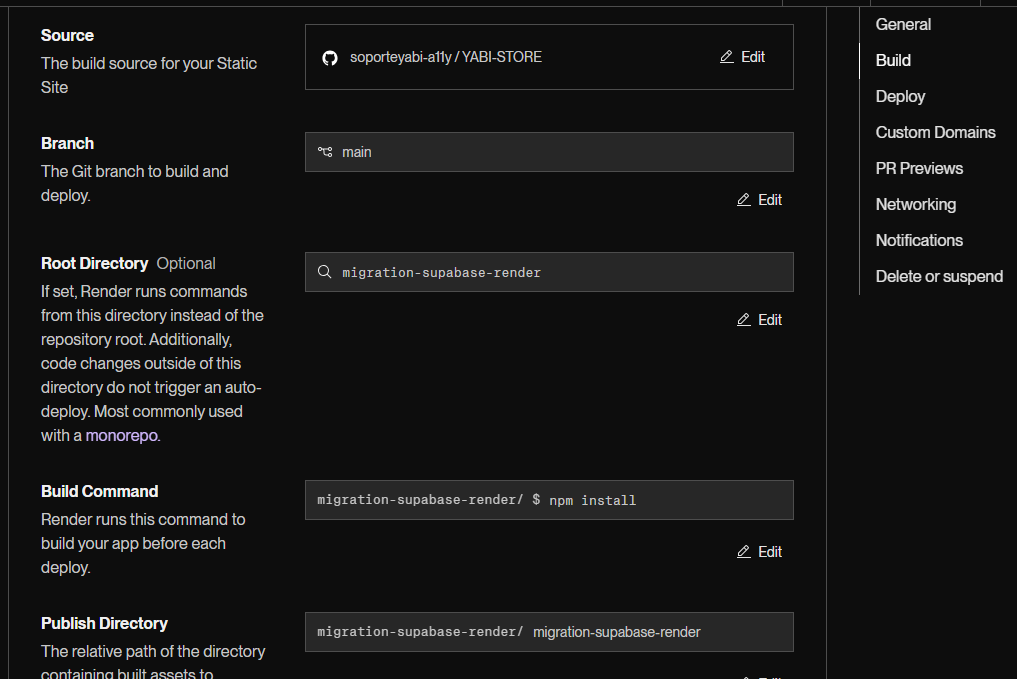 Source
The build source for your Static
Site
soporteyabi-a11y / YABI-STORE
Edit
Branch
The Git branch to build and
deploy.
main
Edit
Root Directory Optional
If set, Render runs commands
from this directory instead of the
repository root. Additionally,
code changes outside of this
directory do not trigger an auto-
deploy. Most commonly used
with a monorepo.
migration-supabase-render
Edit
Build Command
Render runs this command to
build your app before each
deploy.
migration-supabase-render/ $ npm install
Edit
Publish Directory
The relative path of the directory
containing built assets to
migration-supabase-render/ migration-supabase-render
Edit
General
Build
Deploy
Custom Domains
PR Previews
Networking
Notifications
Delete or suspend